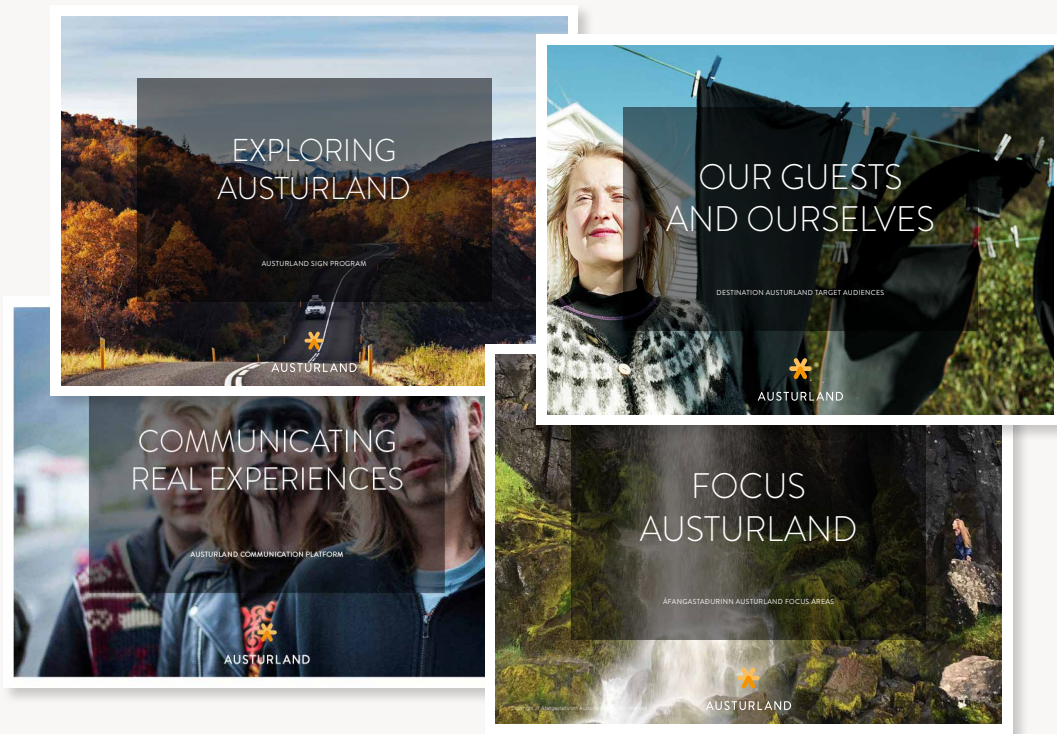 EXPLORING
AUSTURLAND
AUSTURLAND SIGN PROGRAM
AUSTURLAND
OUR GUESTS
AND OURSELVES
DESTINATION AUSTURLAND TARGET AUDIENCES
AUSTURLAND
COMMUNICATING
REAL EXPERIENCES
AUSTURLAND COMMUNICATION PLATFORM
AUSTURLAND
FOCUS
AUSTURLAND
ÁFANGASTAÐURINN AUSTURLAND FOCUS AREAS
AUSTURLAND